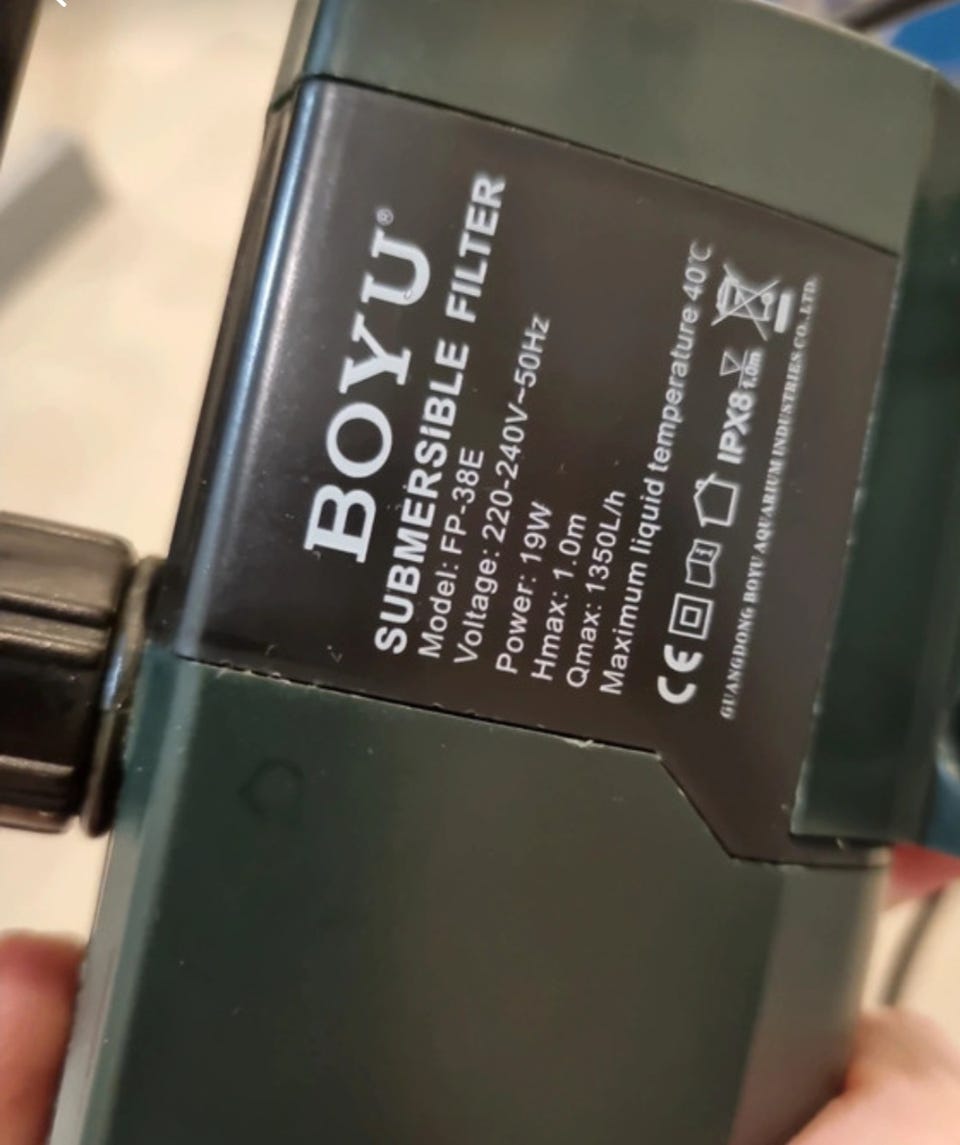 BOYU®
SUBMERSIBLE FILTER
Model: FP-38E
Voltage: 220-240V~50Hz
Power: 19W
Hmax: 1.0m
Qmax: 1350L/h
Maximum liquid temperature 40℃
CE IPX8 1.0m
GUANGDONG BOYU AQUARIUM INDUSTRIES CO.,LTD.